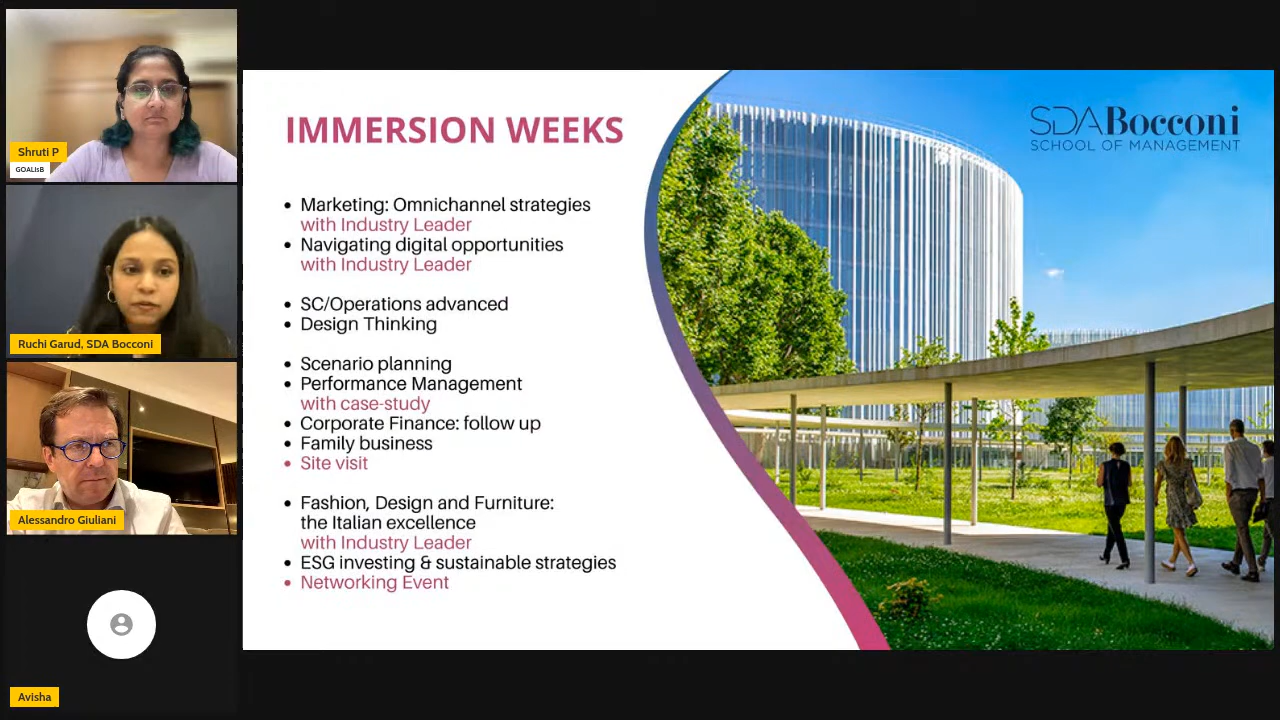 Shruti P
GOALisB
Ruchi Garud, SDA Bocconi
Alessandro Giuliani
Avisha
IMMERSION WEEKS
• Marketing: Omnichannel strategies
with Industry Leader
• Navigating digital opportunities
with Industry Leader
• SC/Operations advanced
• Design Thinking
• Scenario planning
• Performance Management
with case-study
• Corporate Finance: follow up
• Family business
• Site visit
• Fashion, Design and Furniture:
the Italian excellence
with Industry Leader
• ESG investing & sustainable strategies
• Networking Event
SDA Bocconi
SCHOOL OF MANAGEMENT